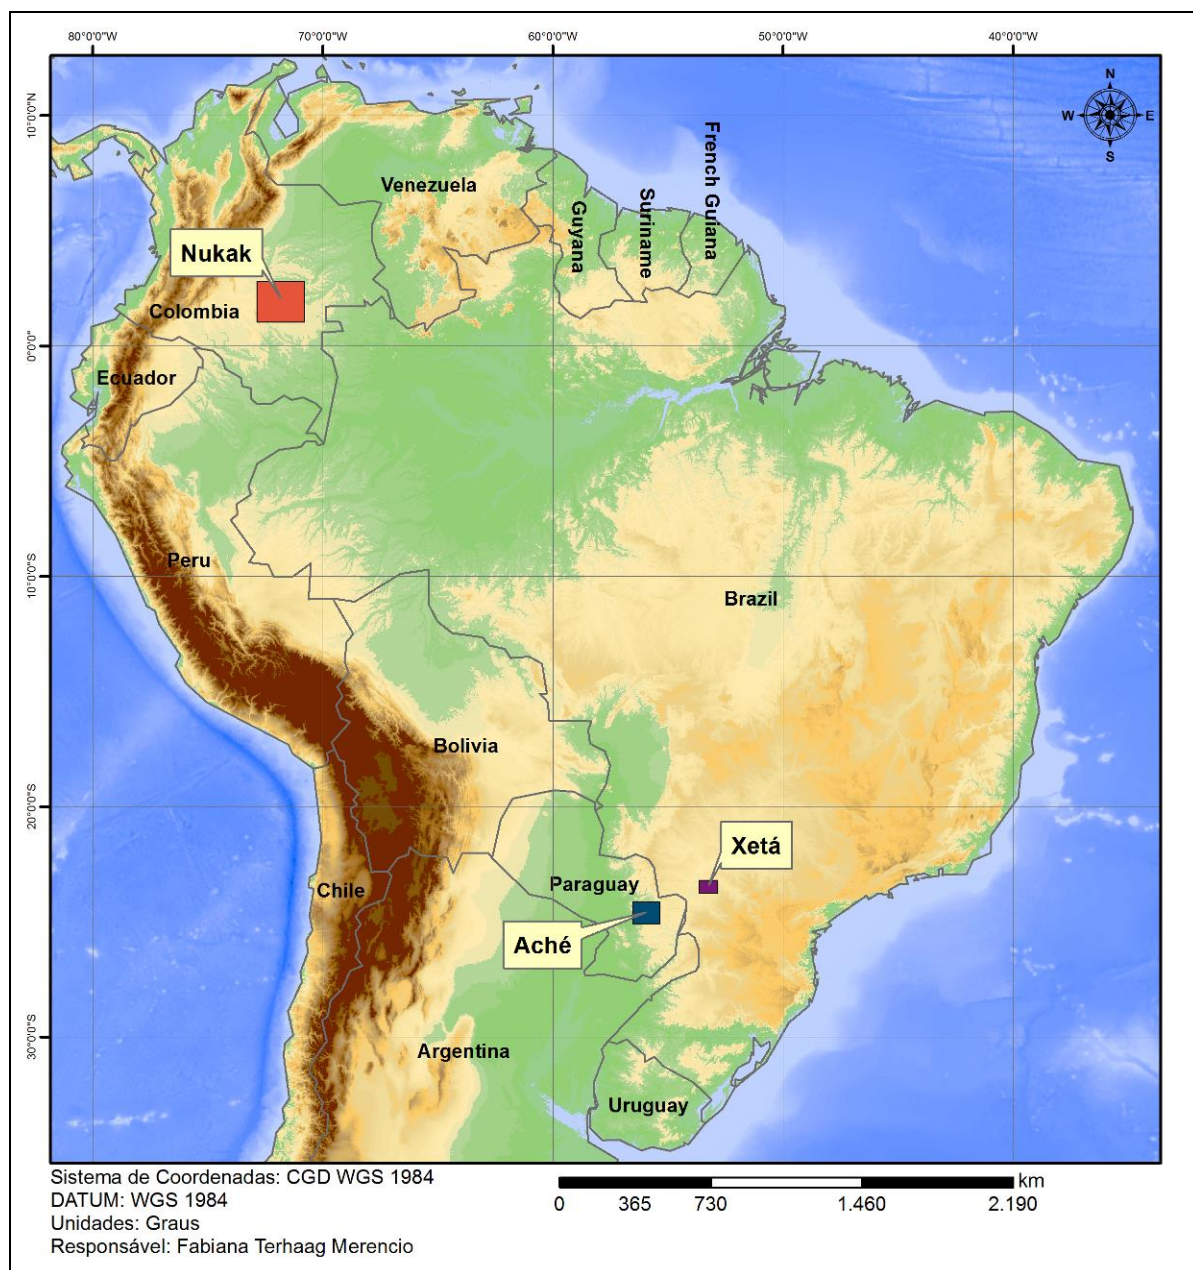 80°0'0"W 70°0'0"W 60°0'0"W 50°0'0"W 40°0'0"W
N
W E
S
10°0'0"N
French Guiana
Suriname
Guyana
Venezuela
Nukak
Colombia
0°0'0"
Ecuador
Peru
10°0'0"S
Brazil
Bolivia
20°0'0"S
Xetá
Paraguay
Chile
Aché
30°0'0"S
Argentina
Uruguay
Sistema de Coordenadas: CGD WGS 1984
DATUM: WGS 1984
Unidades: Graus
Responsável: Fabiana Terhaag Merencio
km
0 365 730 1.460 2.190